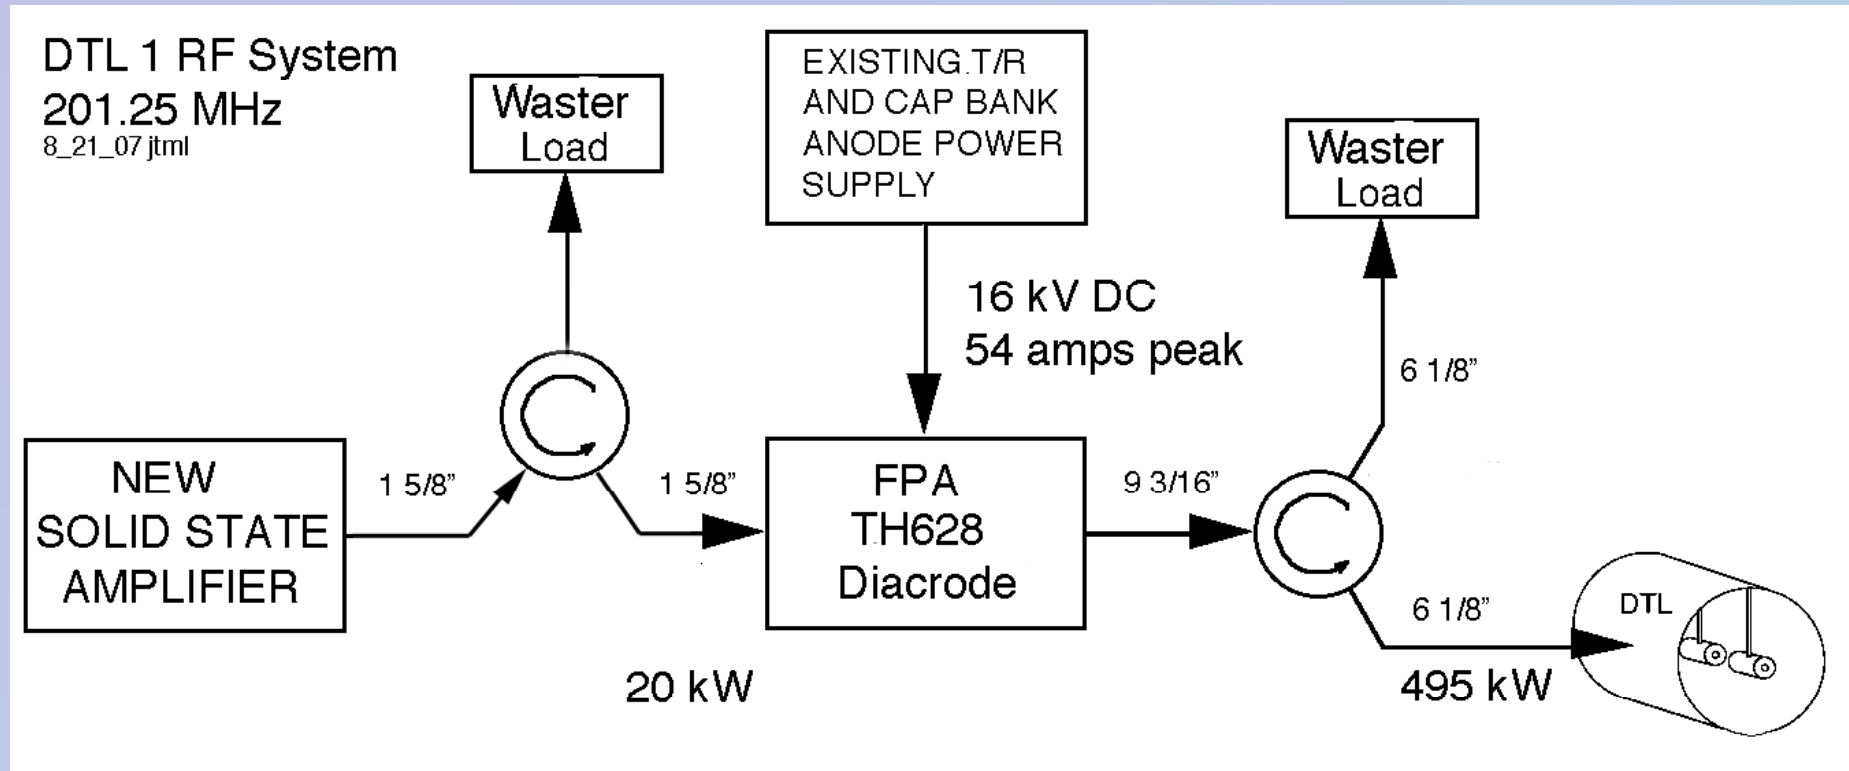 DTL 1 RF System
201.25 MHz
8_21_07 jtml
Waster
Load
EXISTING T/R
AND CAP BANK
ANODE POWER
SUPPLY
Waster
Load
16 kV DC
54 amps peak
6 1/8”
NEW
SOLID STATE
AMPLIFIER
1 5/8”
1 5/8”
FPA
TH628
Diacrode
9 3/16”
6 1/8”
DTL
20 kW
495 kW